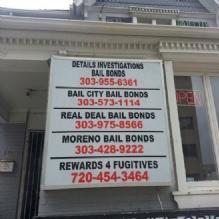 DETAILS INVESTIGATIONS
BAIL BONDS
303-955-6361
BAIL CITY BAIL BONDS
303-573-1114
REAL DEAL BAIL BONDS
303-975-8566
MORENO BAIL BONDS
303-428-9222
REWARDS 4 FUGITIVES
720-454-3464
OPEN